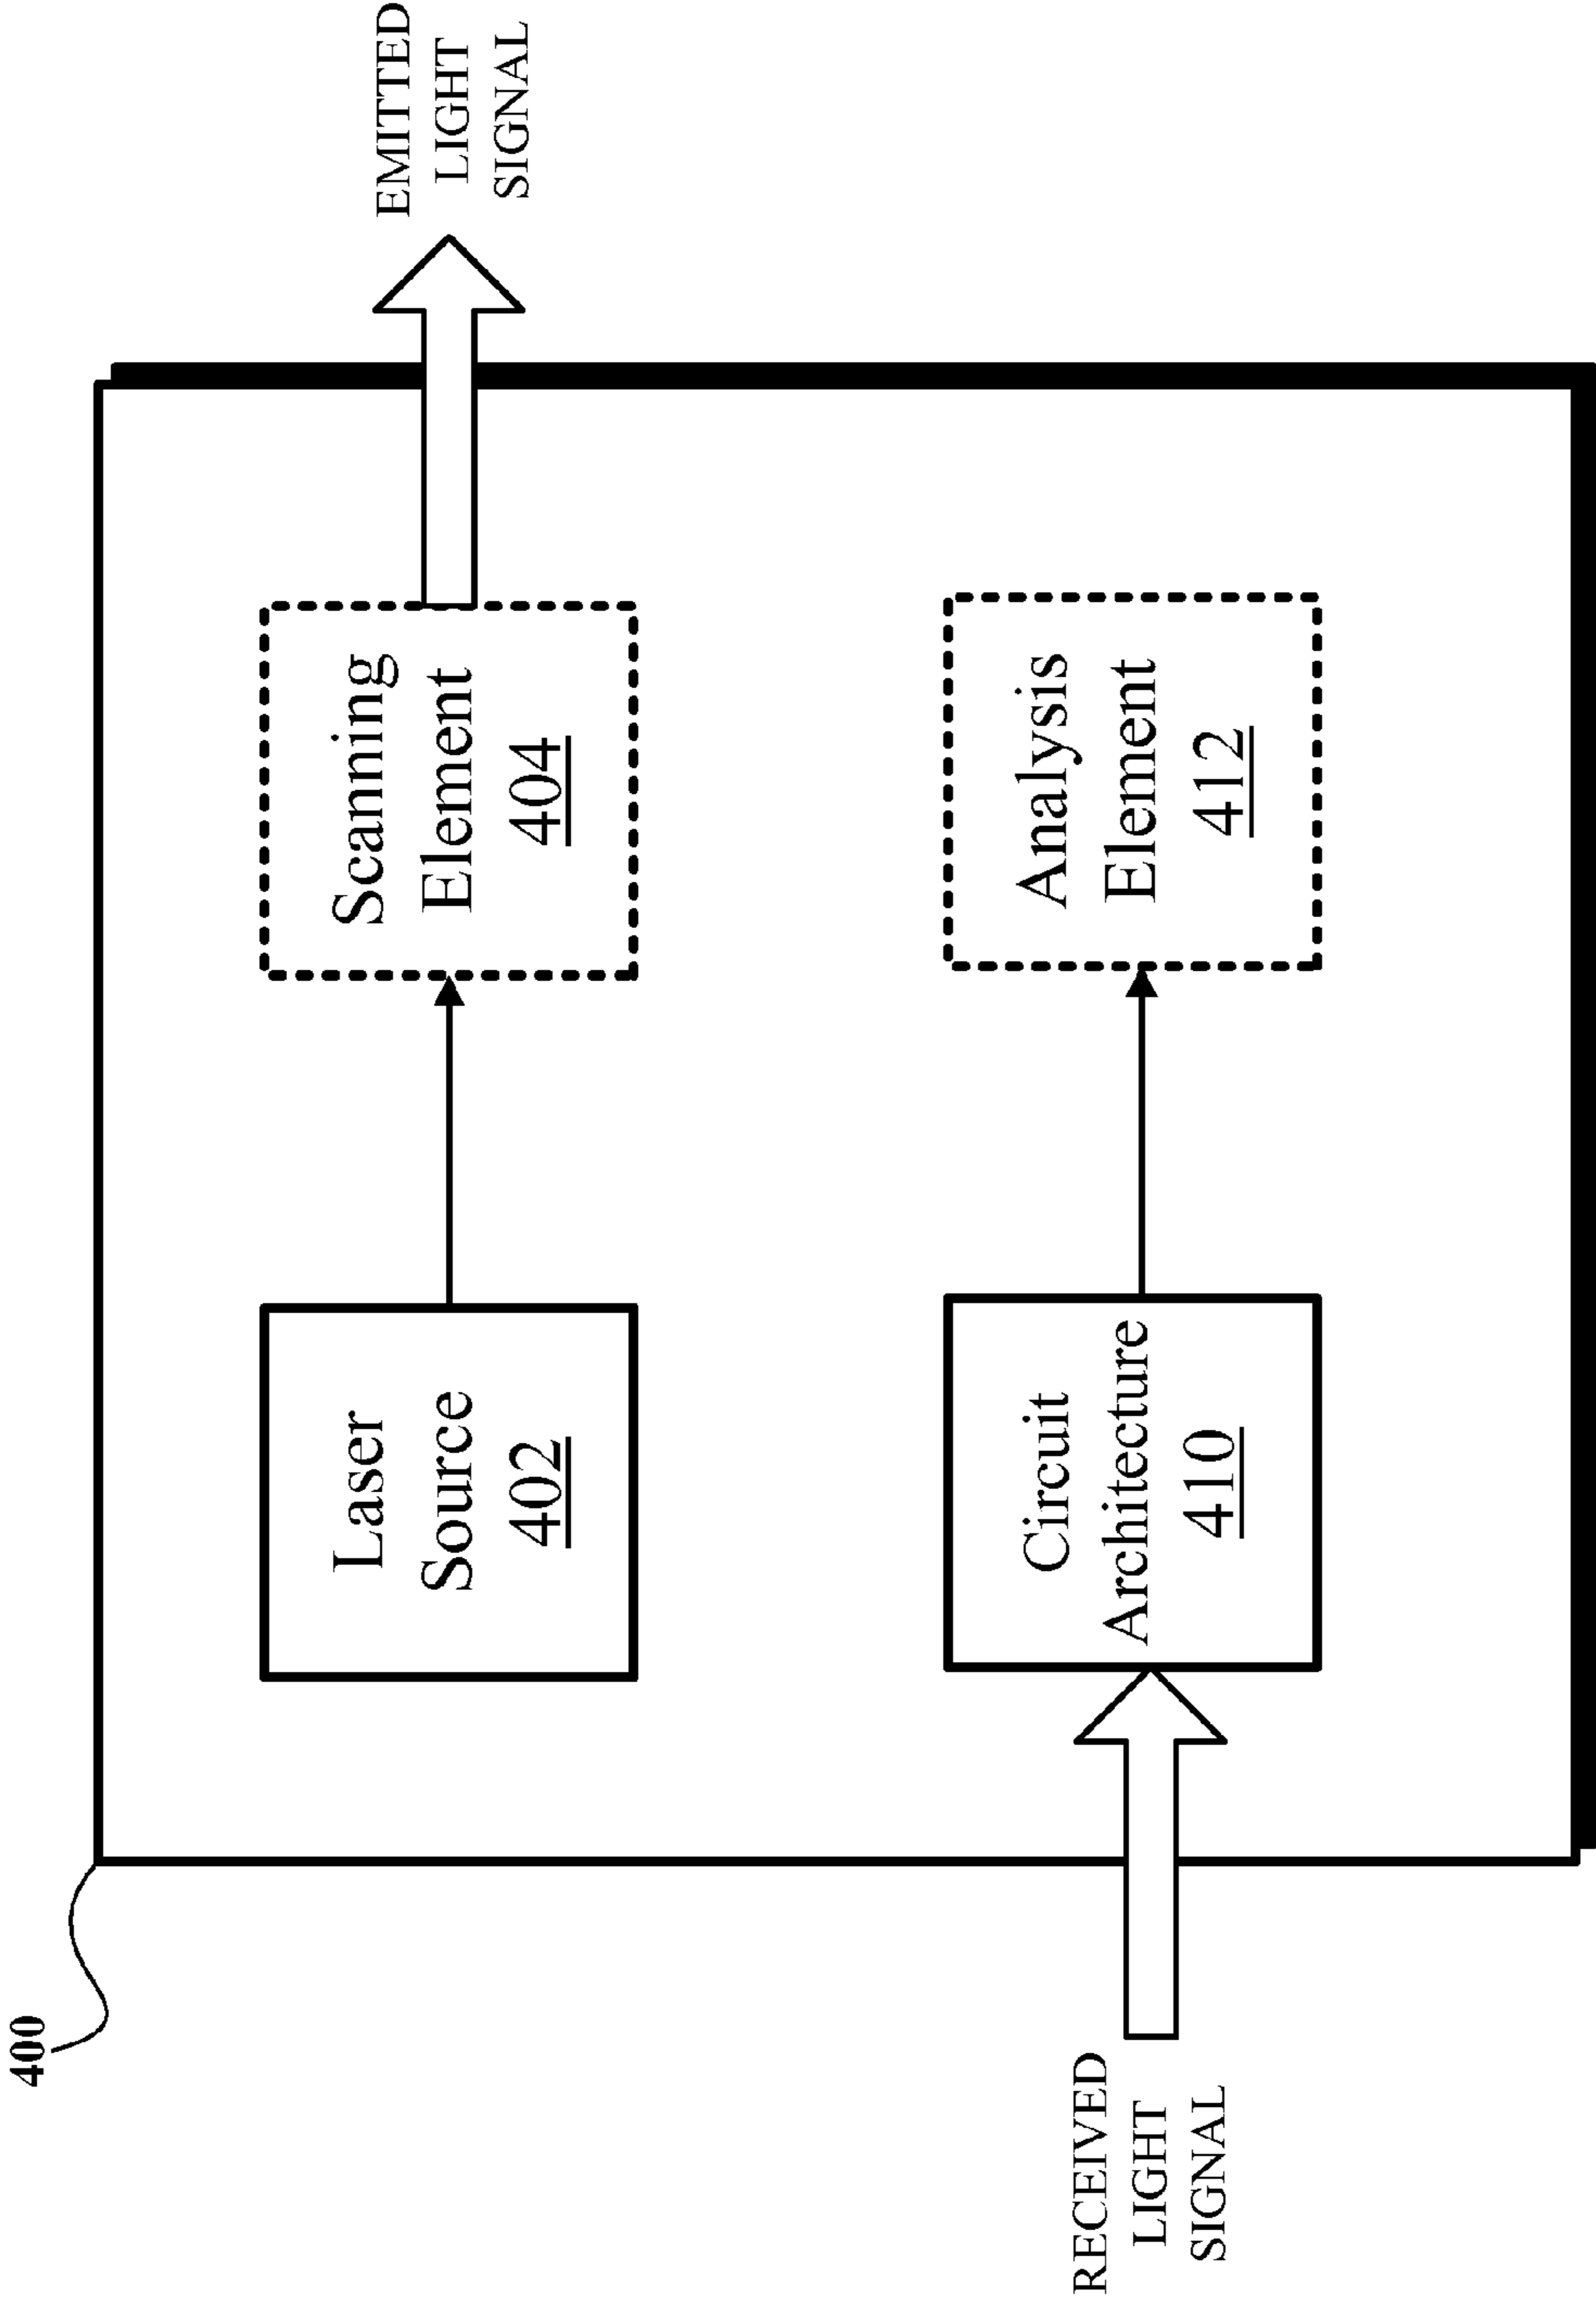 400
Laser
Source
402
Scanning
Element
404
EMITTED
LIGHT
SIGNAL
RECEIVED
LIGHT
SIGNAL
Circuit
Architecture
410
Analysis
Element
412